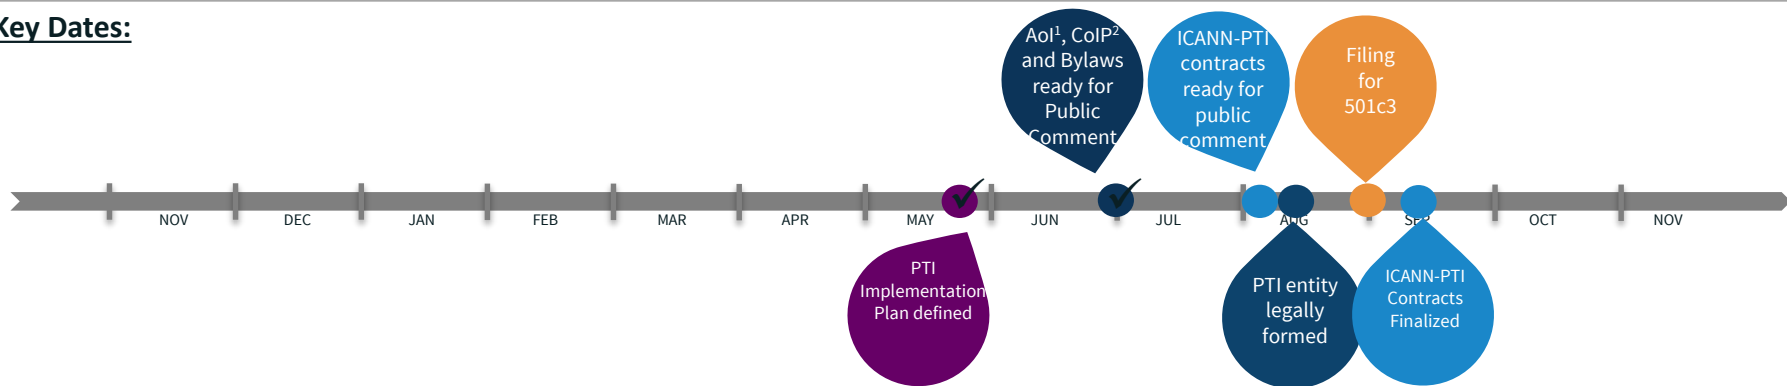 Key Dates:
AoI¹, CoIP²
and Bylaws
ready for
Public
Comment
ICANN-PTI
contracts
ready for
public
comment
Filing
for
501c3
NOV
DEC
JAN
FEB
MAR
APR
MAY
JUN
JUL
AUG
SEP
OCT
NOV
PTI
Implementation
Plan defined
PTI entity
legally
formed
ICANN-PTI
Contracts
Finalized